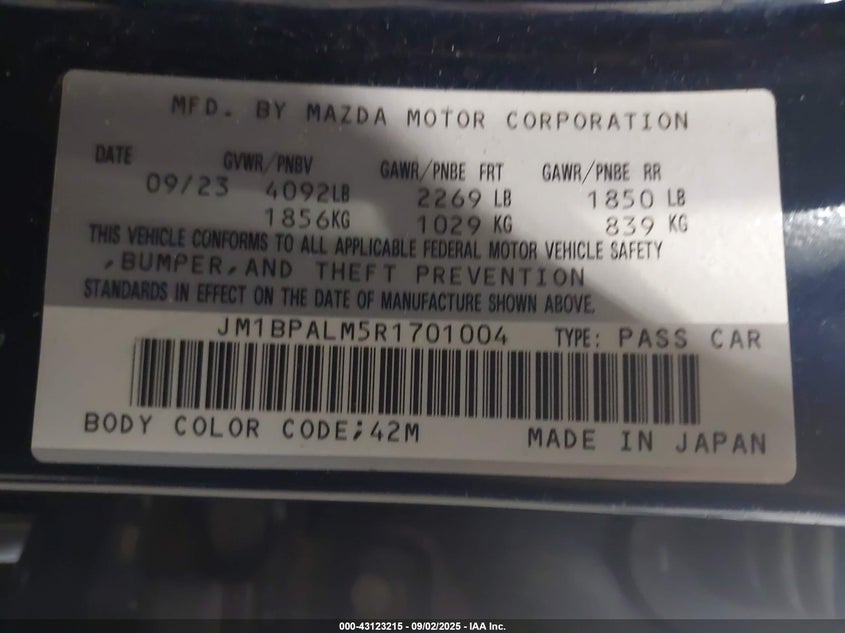 MFD. BY MAZDA MOTOR CORPORATION
DATE GVWR/PNBV GAWR/PNBE FRT GAWR/PNBE RR
09/23 4092LB 2269 LB 1850 LB
1856KG 1029 KG 839 KG
THIS VEHICLE CONFORMS TO ALL APPLICABLE FEDERAL MOTOR VEHICLE SAFETY
,BUMPER,AND THEFT PREVENTION
STANDARDS IN EFFECT ON THE DATE OF MANUFACTURE SHOWN ABOVE.
JM1BPALM5R1701004 TYPE: PASS CAR
BODY COLOR CODE;42M MADE IN JAPAN
000-43123215 - 09/02/2025 - IAA Inc.